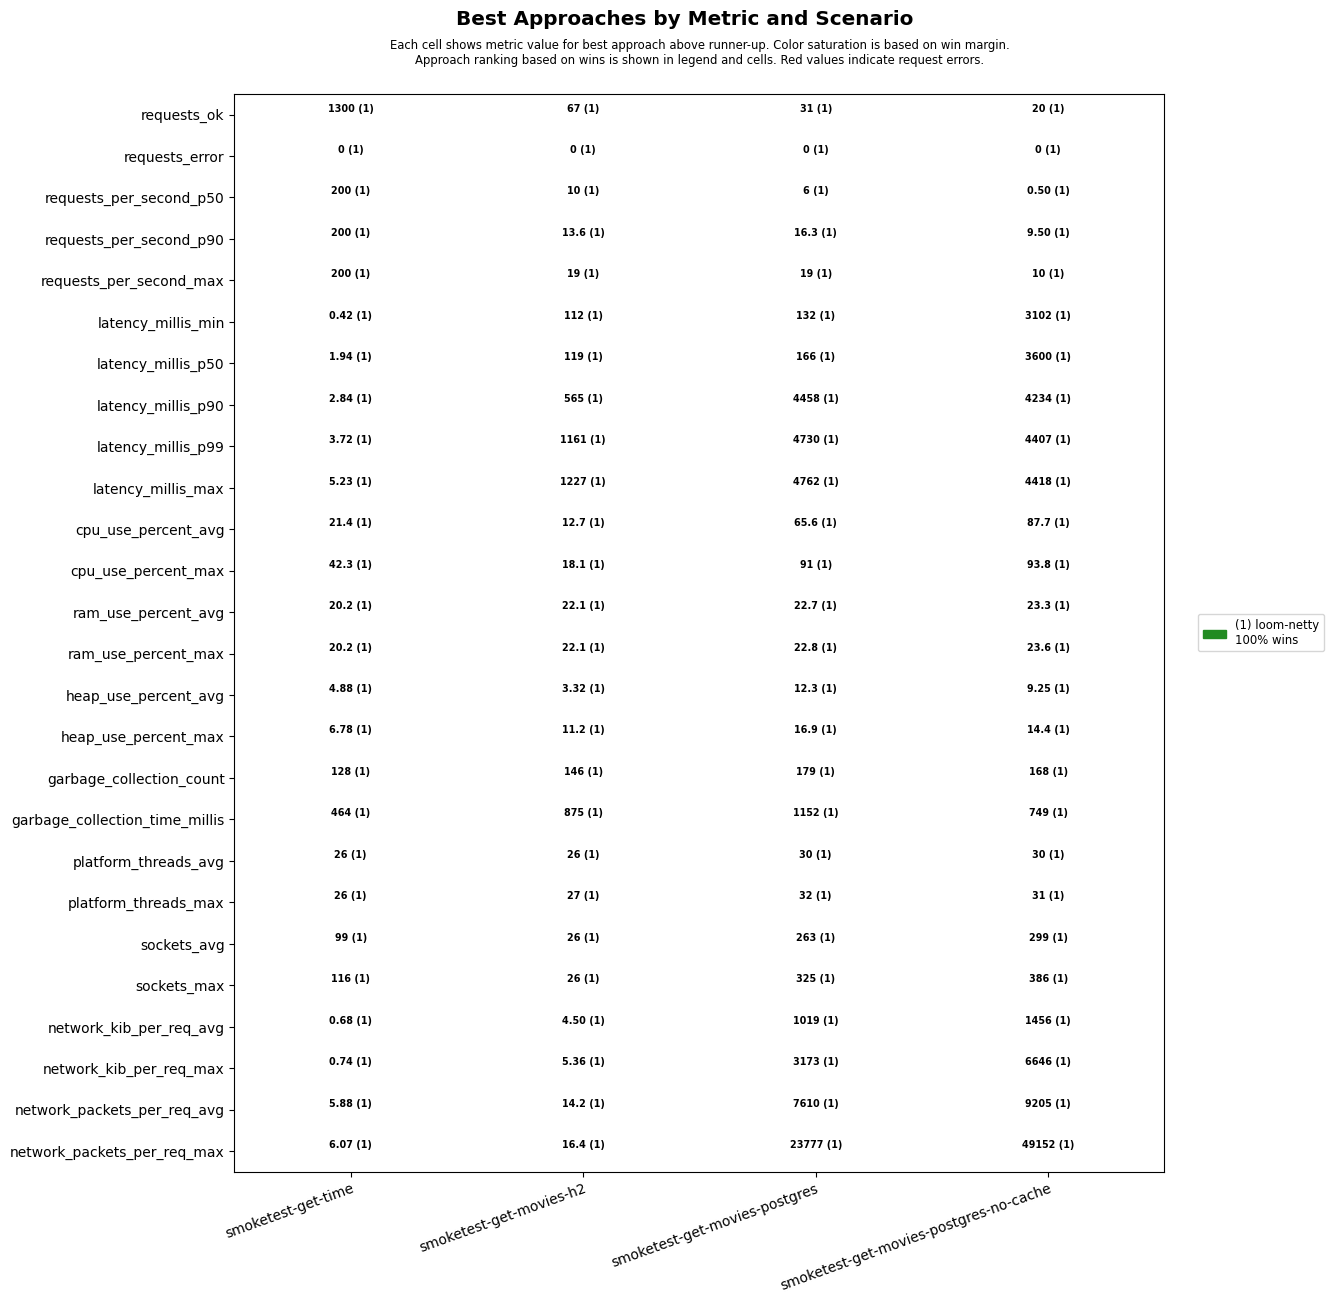 Best Approaches by Metric and Scenario
Each cell shows metric value for best approach above runner-up. Color saturation is based on win margin.
Approach ranking based on wins is shown in legend and cells. Red values indicate request errors.
requests_ok 1300 (1) 67 (1) 31 (1) 20 (1)
requests_error 0 (1) 0 (1) 0 (1) 0 (1)
requests_per_second_p50 200 (1) 10 (1) 6 (1) 0.50 (1)
requests_per_second_p90 200 (1) 13.6 (1) 16.3 (1) 9.50 (1)
requests_per_second_max 200 (1) 19 (1) 19 (1) 10 (1)
latency_millis_min 0.42 (1) 112 (1) 132 (1) 3102 (1)
latency_millis_p50 1.94 (1) 119 (1) 166 (1) 3600 (1)
latency_millis_p90 2.84 (1) 565 (1) 4458 (1) 4234 (1)
latency_millis_p99 3.72 (1) 1161 (1) 4730 (1) 4407 (1)
latency_millis_max 5.23 (1) 1227 (1) 4762 (1) 4418 (1)
cpu_use_percent_avg 21.4 (1) 12.7 (1) 65.6 (1) 87.7 (1)
cpu_use_percent_max 42.3 (1) 18.1 (1) 91 (1) 93.8 (1)
ram_use_percent_avg 20.2 (1) 22.1 (1) 22.7 (1) 23.3 (1)
ram_use_percent_max 20.2 (1) 22.1 (1) 22.8 (1) 23.6 (1)
heap_use_percent_avg 4.88 (1) 3.32 (1) 12.3 (1) 9.25 (1)
heap_use_percent_max 6.78 (1) 11.2 (1) 16.9 (1) 14.4 (1)
garbage_collection_count 128 (1) 146 (1) 179 (1) 168 (1)
garbage_collection_time_millis 464 (1) 875 (1) 1152 (1) 749 (1)
platform_threads_avg 26 (1) 26 (1) 30 (1) 30 (1)
platform_threads_max 26 (1) 27 (1) 32 (1) 31 (1)
sockets_avg 99 (1) 26 (1) 263 (1) 299 (1)
sockets_max 116 (1) 26 (1) 325 (1) 386 (1)
network_kib_per_req_avg 0.68 (1) 4.50 (1) 1019 (1) 1456 (1)
network_kib_per_req_max 0.74 (1) 5.36 (1) 3173 (1) 6646 (1)
network_packets_per_req_avg 5.88 (1) 14.2 (1) 7610 (1) 9205 (1)
network_packets_per_req_max 6.07 (1) 16.4 (1) 23777 (1) 49152 (1)
smoketest-get-time
smoketest-get-movies-h2
smoketest-get-movies-postgres
smoketest-get-movies-postgres-no-cache
(1) loom-netty
100% wins